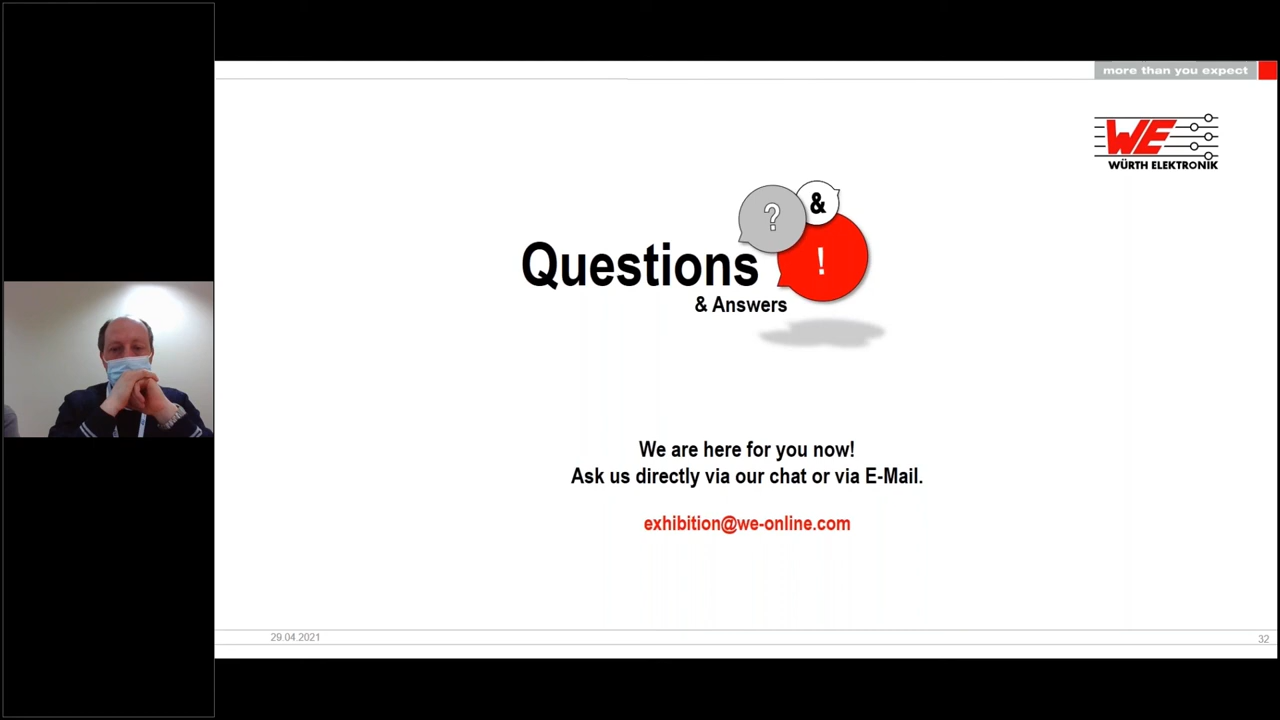 more than you expect
WE
WÜRTH ELEKTRONIK
? & !
Questions
& Answers
We are here for you now!
Ask us directly via our chat or via E-Mail.
exhibition@we-online.com
29.04.2021
32